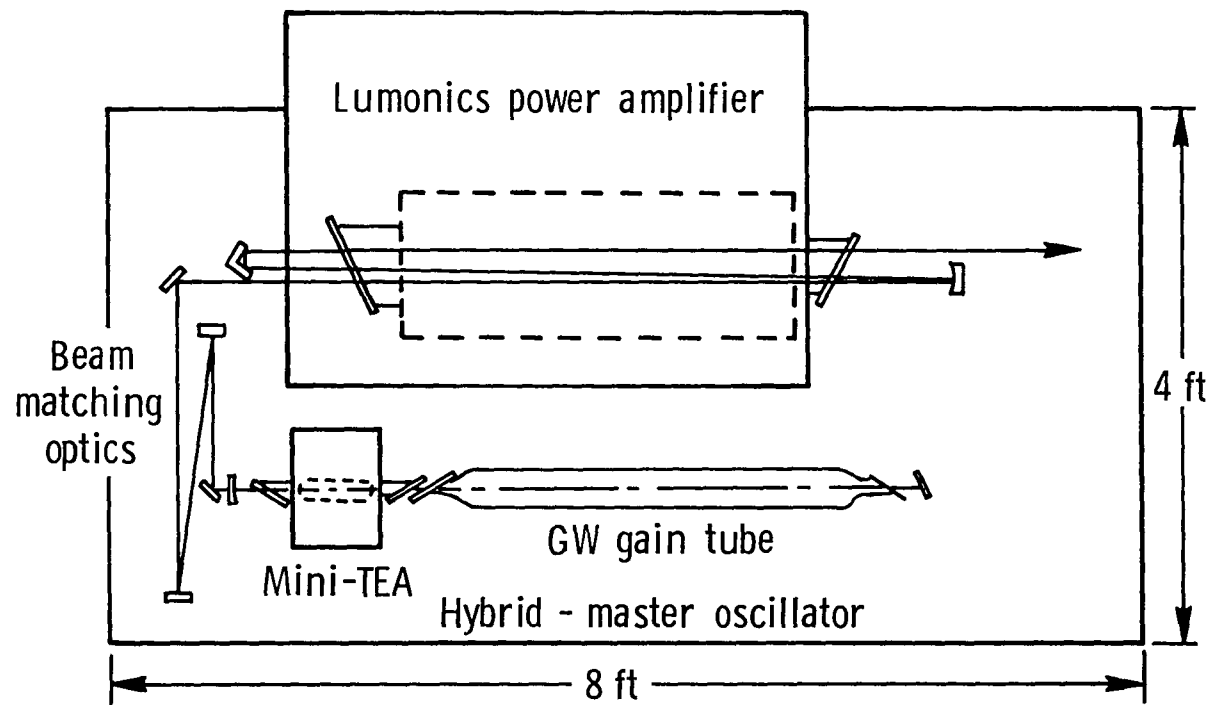 Lumonics power amplifier
Beam
matching
optics
4 ft
GW gain tube
Mini-TEA
Hybrid - master oscillator
8 ft